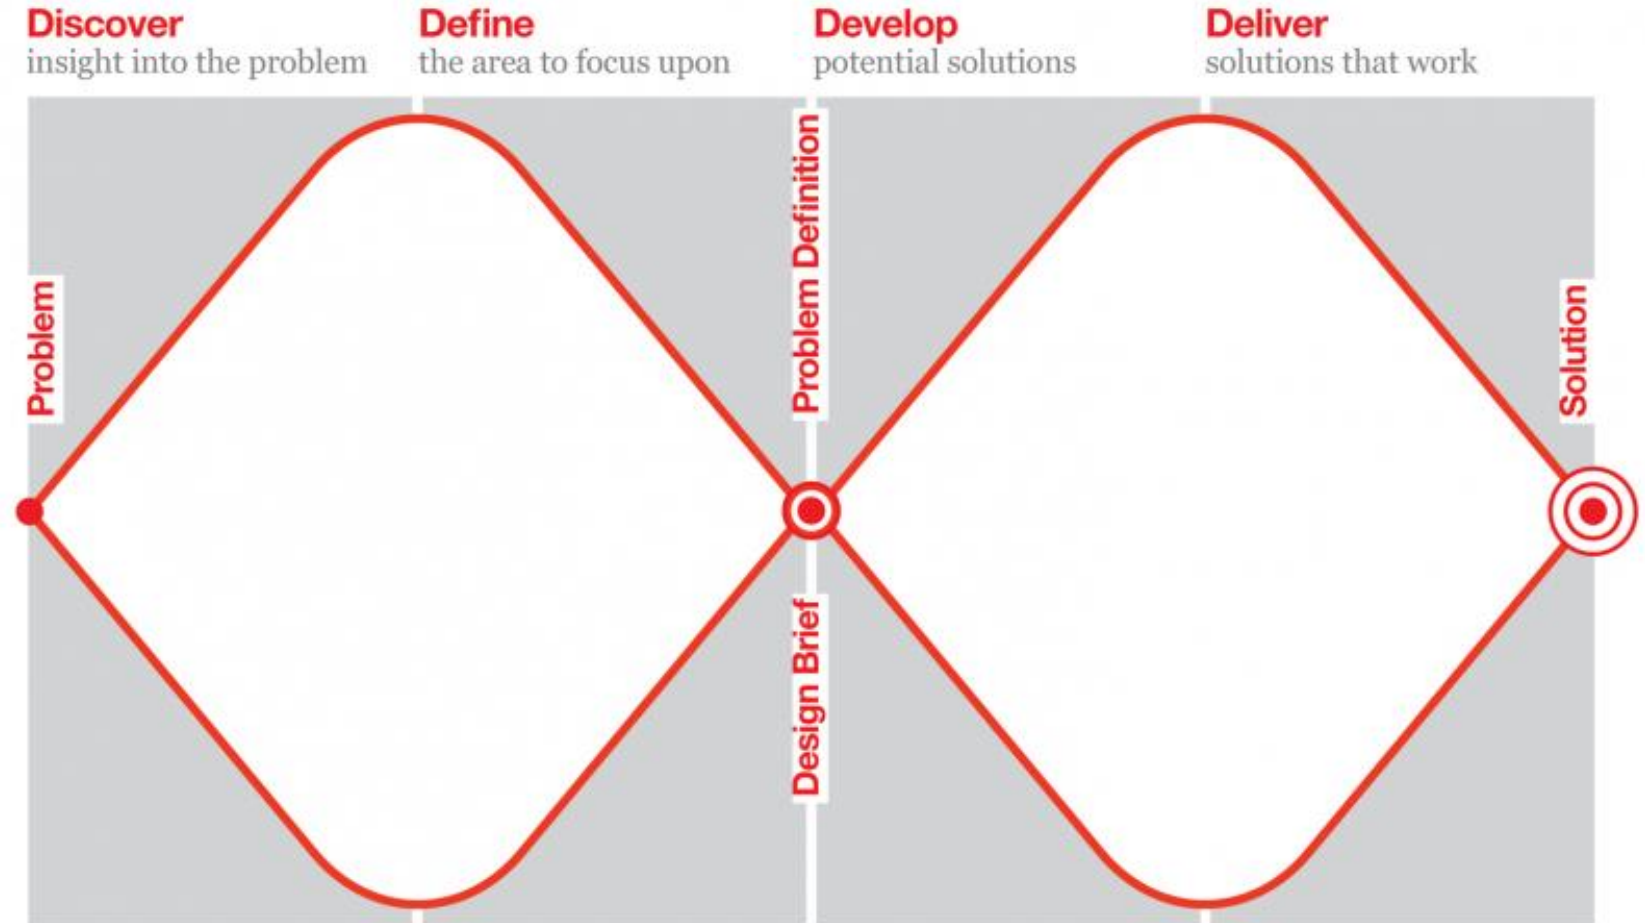 Discover
insight into the problem
Define
the area to focus upon
Develop
potential solutions
Deliver
solutions that work
Problem
Problem Definition
Design Brief
Solution